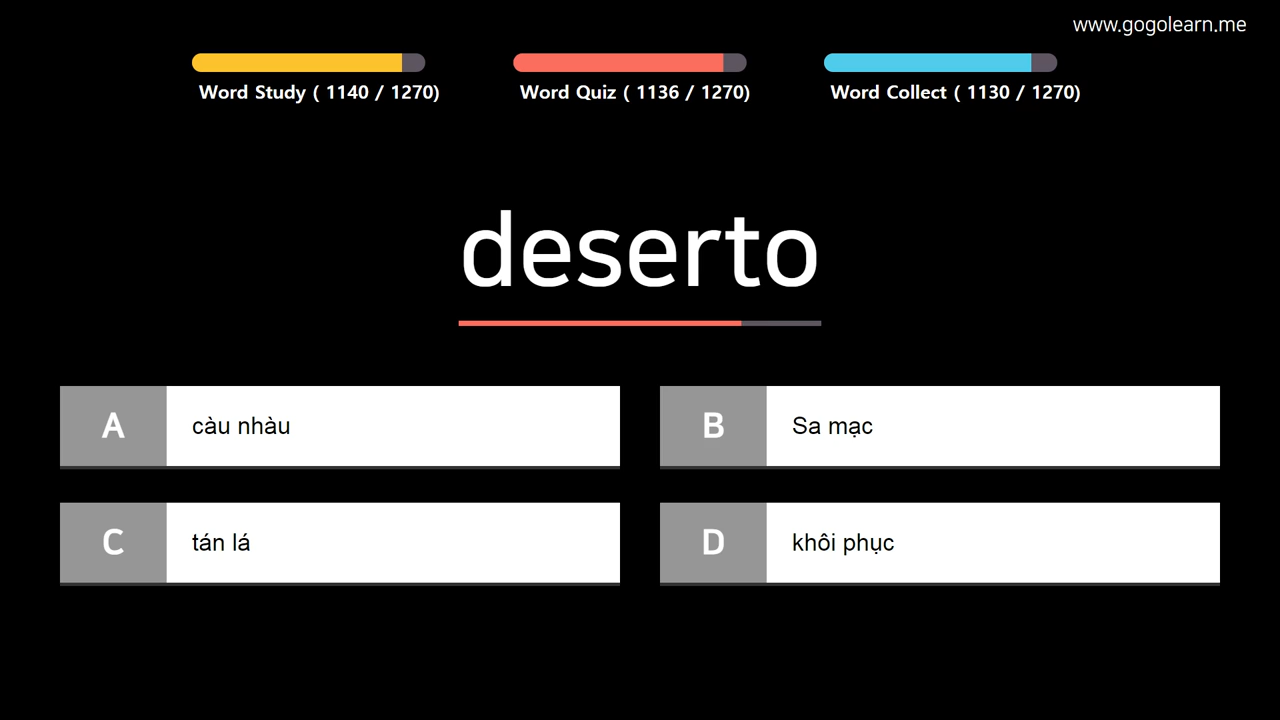 www.gogolearn.me
Word Study ( 1140 / 1270)
Word Quiz ( 1136 / 1270)
Word Collect ( 1130 / 1270)
deserto
A
càu nhàu
B
Sa mạc
C
tán lá
D
khôi phục